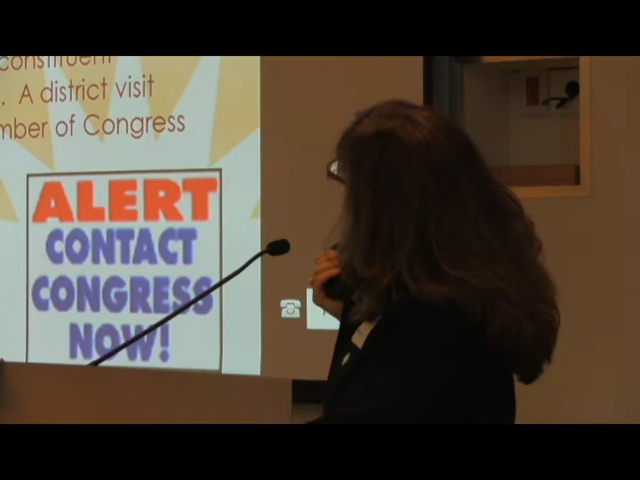 constituent
. A district visit
mber of Congress
ALERT
CONTACT
CONGRESS
NOW!